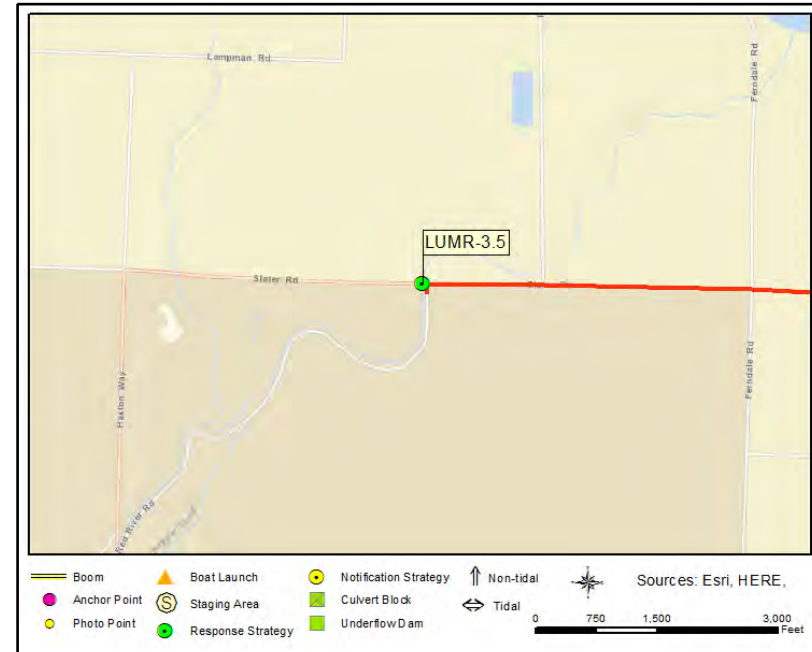 Lampman Rd
Ferndale Rd
LUMR-3.5
Slater Rd
Ferndale Rd
Haxton Way
Red River Rd
Boom
Boat Launch
Notification Strategy
Non-tidal
Sources: Esri, HERE,
Anchor Point
Staging Area
Culvert Block
Tidal
Photo Point
Response Strategy
Underflow Dam
0 750 1,500 3,000
Feet
S